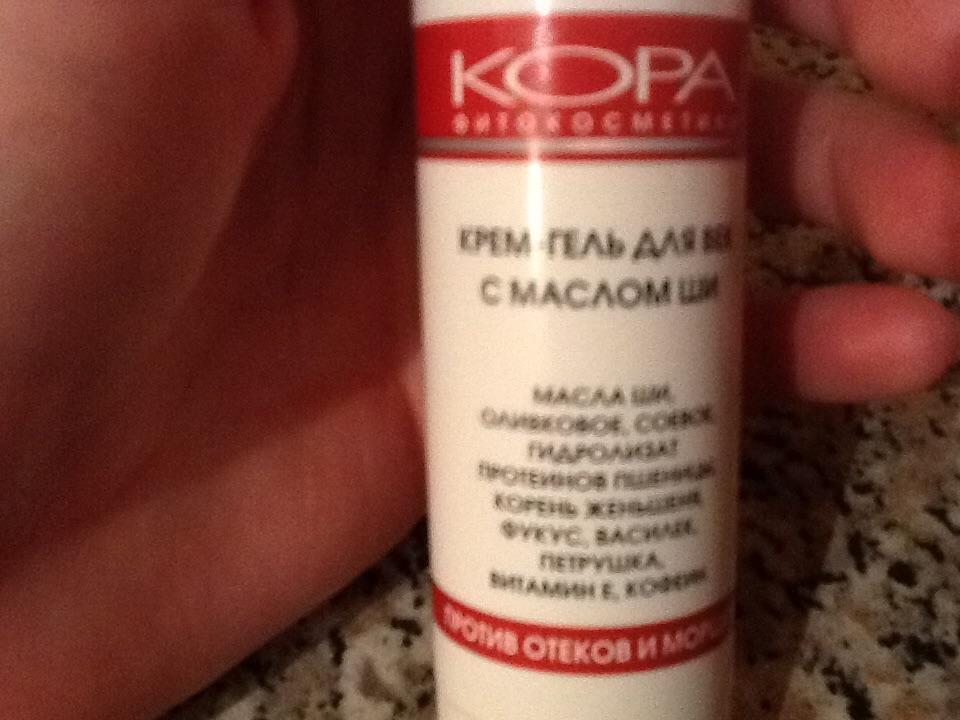 КОРА
ФИТОКОСМЕТИКА
КРЕМ-ГЕЛЬ ДЛЯ ВЕК
С МАСЛОМ ШИ
МАСЛА ШИ,
ОЛИВКОВОЕ, СОЕВОЕ,
ГИДРОЛИЗАТ
ПРОТЕИНОВ ПШЕНИЦЫ,
КОРЕНЬ ЖЕНЬШЕНЯ,
ФУКУС, ВАСИЛЕК,
ПЕТРУШКА,
ВИТАМИН Е, КОФЕИН
ПРОТИВ ОТЕКОВ И